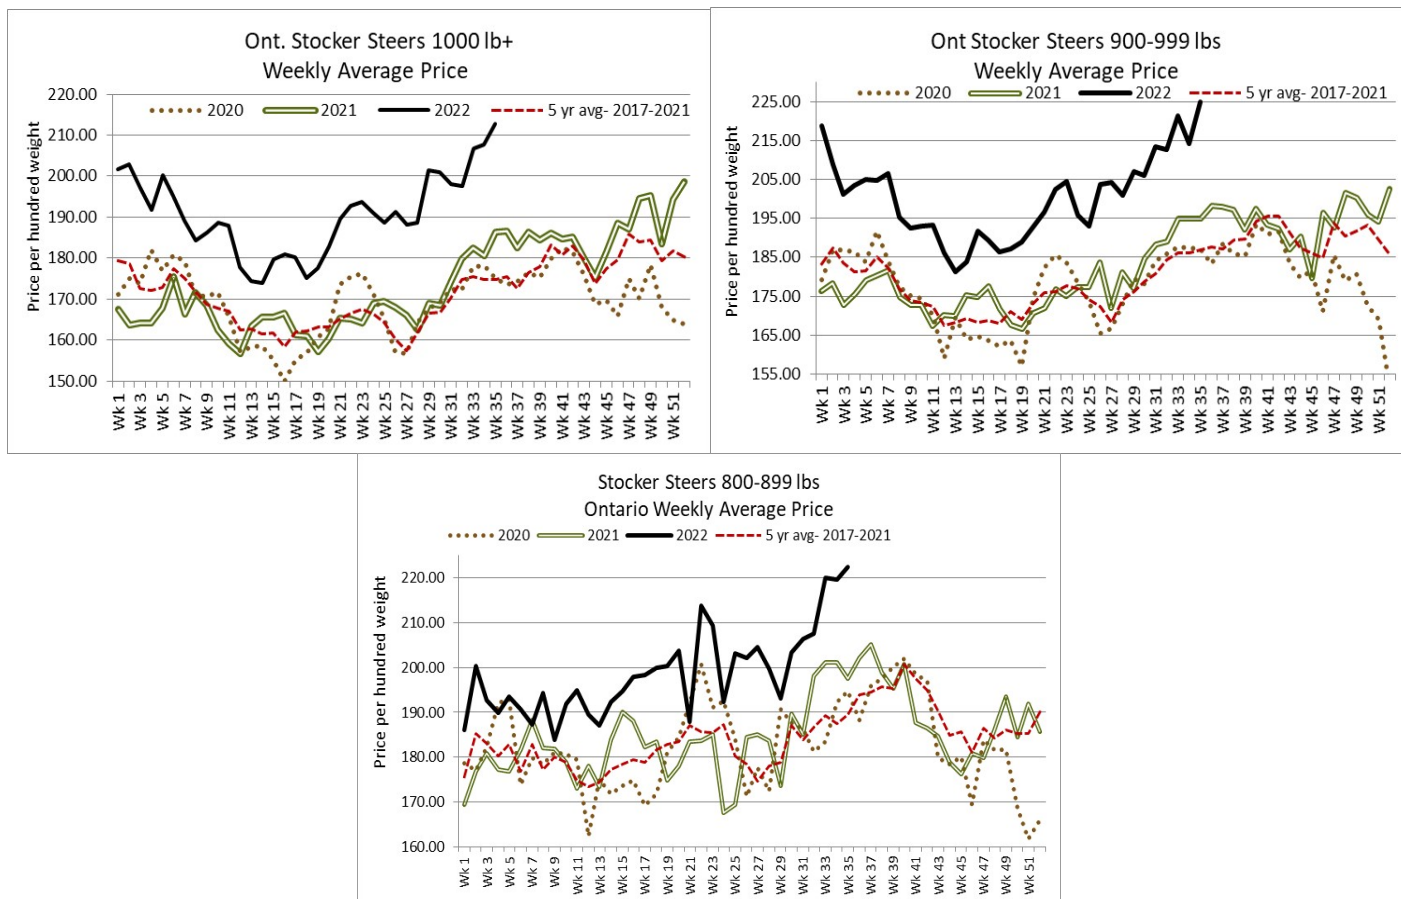 Ont. Stocker Steers 1000 lb+
Weekly Average Price
2020 2021 2022 5 yr avg- 2017-2021
Price per hundred weight
220.00
210.00
200.00
190.00
180.00
170.00
160.00
150.00
Wk 1 Wk 3 Wk 5 Wk 7 Wk 9 Wk 11 Wk 13 Wk 15 Wk 17 Wk 19 Wk 21 Wk 23 Wk 25 Wk 27 Wk 29 Wk 31 Wk 33 Wk 35 Wk 37 Wk 39 Wk 41 Wk 43 Wk 45 Wk 47 Wk 49 Wk 51
Ont Stocker Steers 900-999 lbs
Weekly Average Price
2020 2021 2022 5 yr avg- 2017-2021
Price per hundred weight
225.00
215.00
205.00
195.00
185.00
175.00
165.00
155.00
Wk 1 Wk 3 Wk 5 Wk 7 Wk 9 Wk 11 Wk 13 Wk 15 Wk 17 Wk 19 Wk 21 Wk 23 Wk 25 Wk 27 Wk 29 Wk 31 Wk 33 Wk 35 Wk 37 Wk 39 Wk 41 Wk 43 Wk 45 Wk 47 Wk 49 Wk 51
Stocker Steers 800-899 lbs
Ontario Weekly Average Price
2020 2021 2022 5 yr avg- 2017-2021
Price per hundred weight
220.00
210.00
200.00
190.00
180.00
170.00
160.00
Wk 1 Wk 3 Wk 5 Wk 7 Wk 9 Wk 11 Wk 13 Wk 15 Wk 17 Wk 19 Wk 21 Wk 23 Wk 25 Wk 27 Wk 29 Wk 31 Wk 33 Wk 35 Wk 37 Wk 39 Wk 41 Wk 43 Wk 45 Wk 47 Wk 49 Wk 51